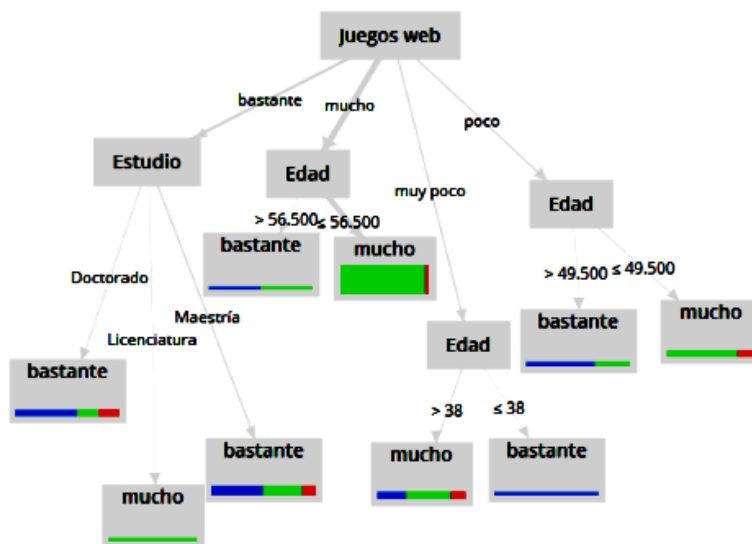 Juegos web
bastante
mucho
poco
Estudio
Edad
muy poco
Edad
> 56.500
≤ 56.500
bastante
mucho
Doctorado
Licenciatura
Maestría
> 49.500
≤ 49.500
bastante
mucho
Edad
bastante
> 38
≤ 38
bastante
mucho
bastante
mucho